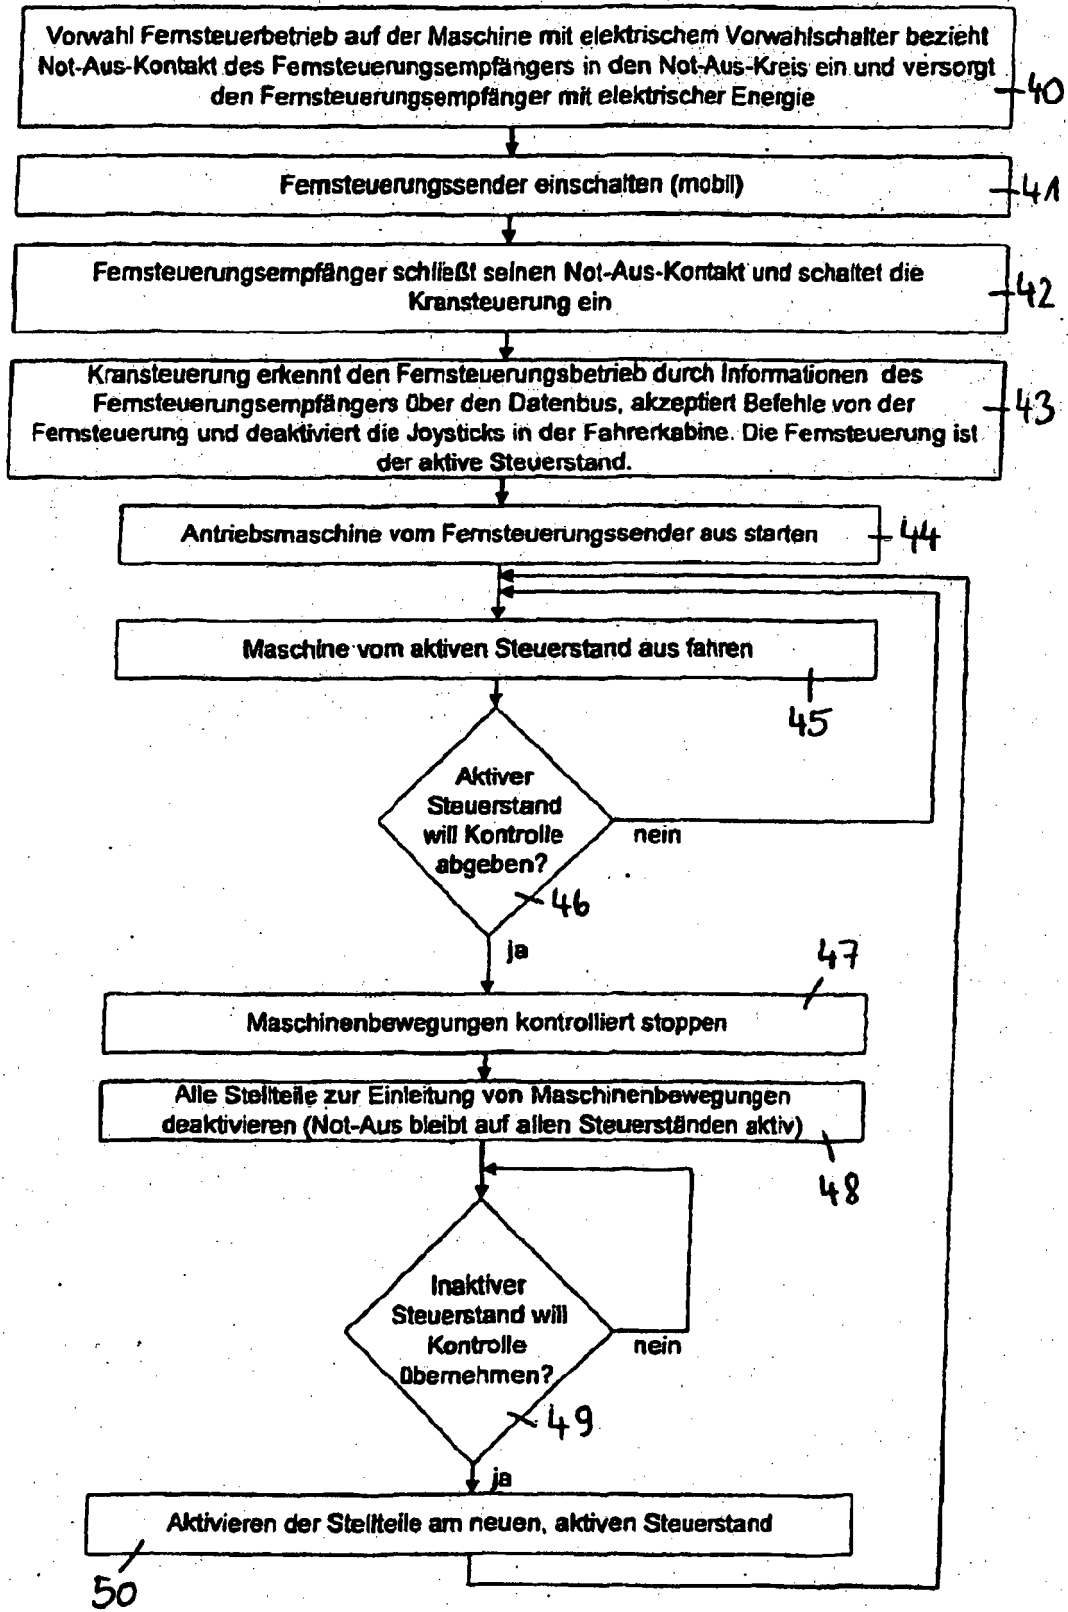 Vorwahl Fernsteuerbetrieb auf der Maschine mit elektrischem Vorwahlschalter bezieht
Not-Aus-Kontakt des Fernsteuerungsempfängers in den Not-Aus-Kreis ein und versorgt
den Fernsteuerungsempfänger mit elektrischer Energie
40
Fernsteuerungssender einschalten (mobil)
41
Fernsteuerungsempfänger schließt seinen Not-Aus-Kontakt und schaltet die
Kransteuerung ein
42
Kransteuerung erkennt den Fernsteuerungsbetrieb durch Informationen des
Fernsteuerungsempfängers über den Datenbus, akzeptiert Befehle von der
Fernsteuerung und deaktiviert die Joysticks in der Fahrerkabine. Die Fernsteuerung ist
der aktive Steuerstand.
43
Antriebsmaschine vom Fernsteuerungssender aus starten
44
Maschine vom aktiven Steuerstand aus fahren
45
Aktiver
Steuerstand
will Kontrolle
abgeben?
nein
46
ja
47
Maschinenbewegungen kontrolliert stoppen
Alle Stellteile zur Einleitung von Maschinenbewegungen
deaktivieren (Not-Aus bleibt auf allen Steuerständen aktiv)
48
Inaktiver
Steuerstand will
Kontrolle
übernehmen?
nein
49
ja
Aktivieren der Stellteile am neuen, aktiven Steuerstand
50